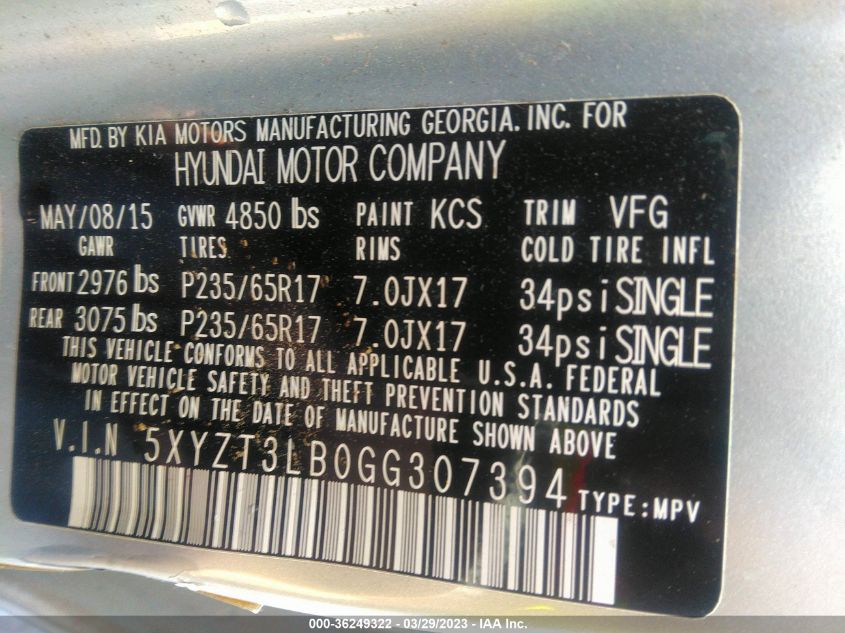 MFD. BY KIA MOTORS MANUFACTURING GEORGIA. INC. FOR
HYUNDAI MOTOR COMPANY
MAY/08/15 GVWR 4850 lbs PAINT KCS TRIM VFG
GAWR TIRES RIMS COLD TIRE INFL
FRONT 2976 lbs P235/65R17 7.0JX17 34psi SINGLE
REAR 3075 lbs P235/65R17 7.0JX17 34psi SINGLE
THIS VEHICLE CONFORMS TO ALL APPLICABLE U.S.A. FEDERAL
MOTOR VEHICLE SAFETY AND THEFT PREVENTION STANDARDS
IN EFFECT ON THE DATE OF MANUFACTURE SHOWN ABOVE
V.I.N 5XYZT3LB0GG307394 TYPE:MPV
000-36249322 - 03/29/2023 - IAA Inc.